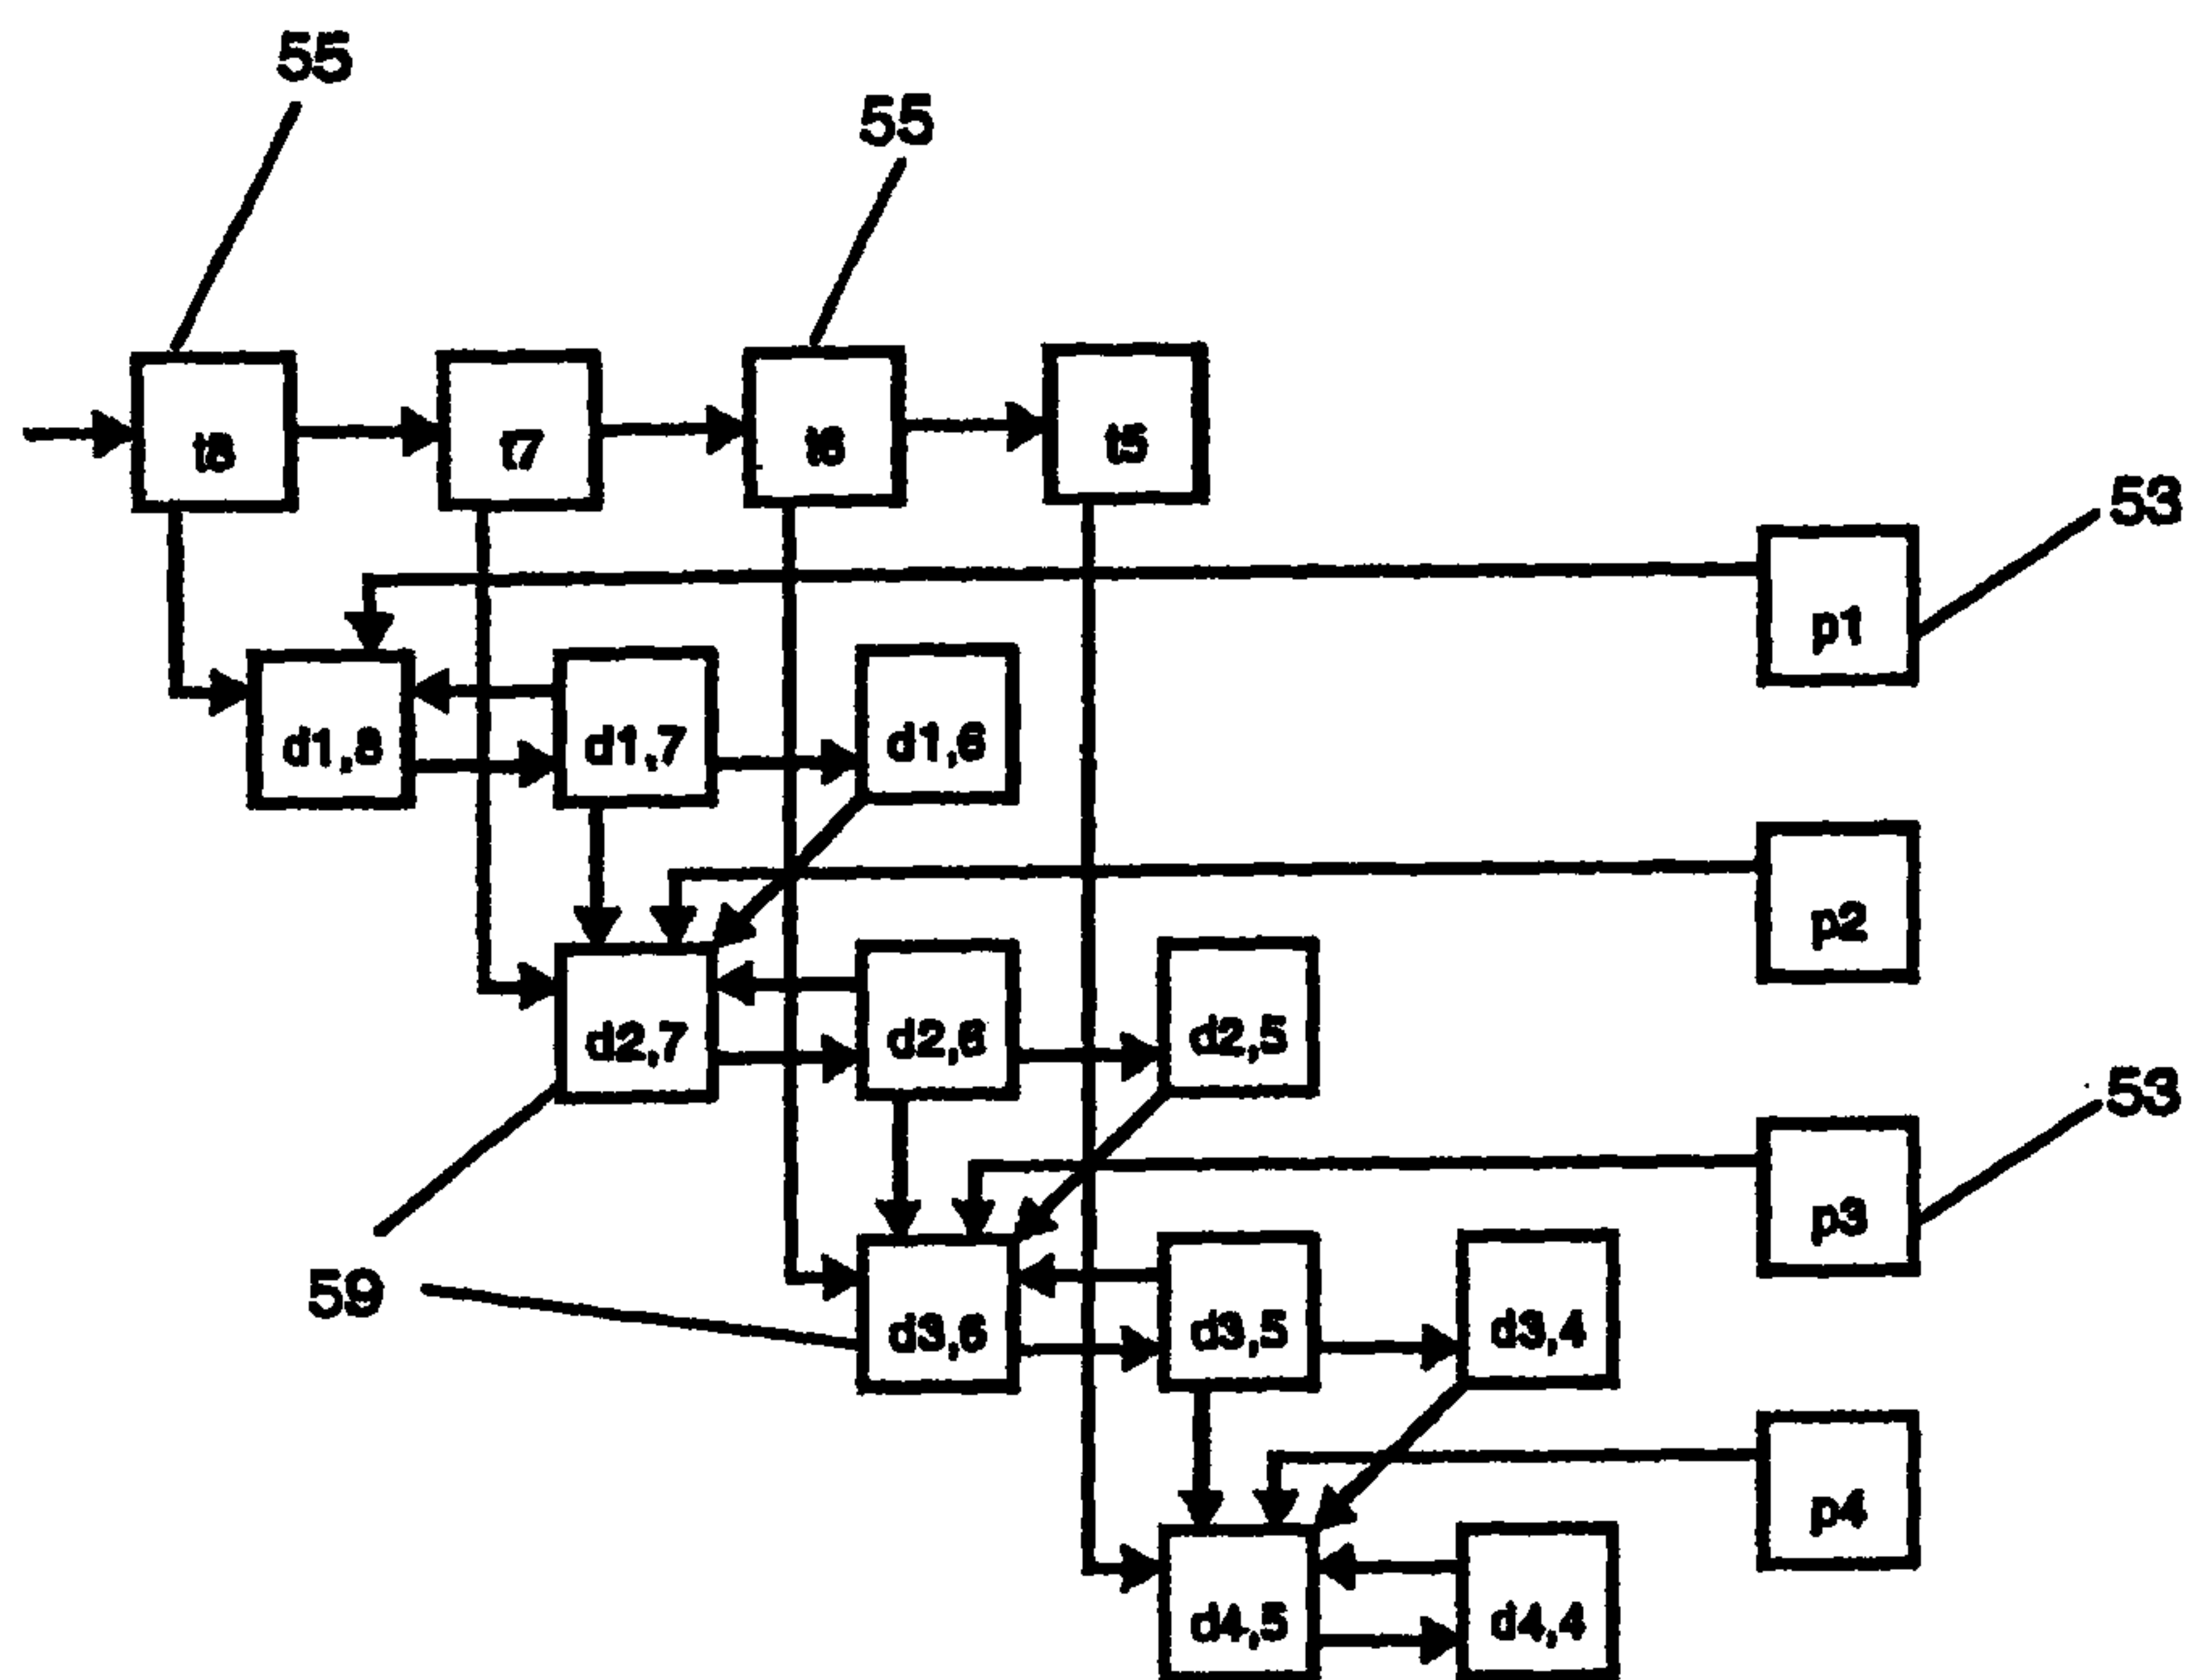 55
55
t8
t7
t6
t5
53
p1
d1,8
d1,7
d1,6
p2
d2,7
d2,6
d2,5
53
p3
59
d3,6
d3,5
d3,4
p4
d4,5
d4,4